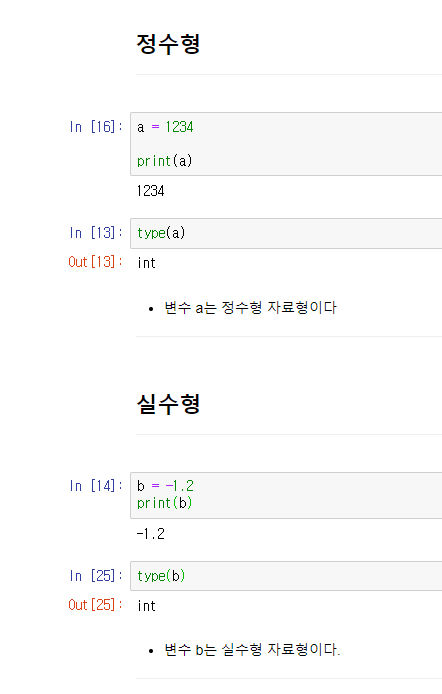 정수형
In [16]: a = 1234
print(a)
1234
In [13]: type(a)
Out[13]: int
• 변수 a는 정수형 자료형이다
실수형
In [14]: b = -1.2
print(b)
-1.2
In [25]: type(b)
Out[25]: int
• 변수 b는 실수형 자료형이다.